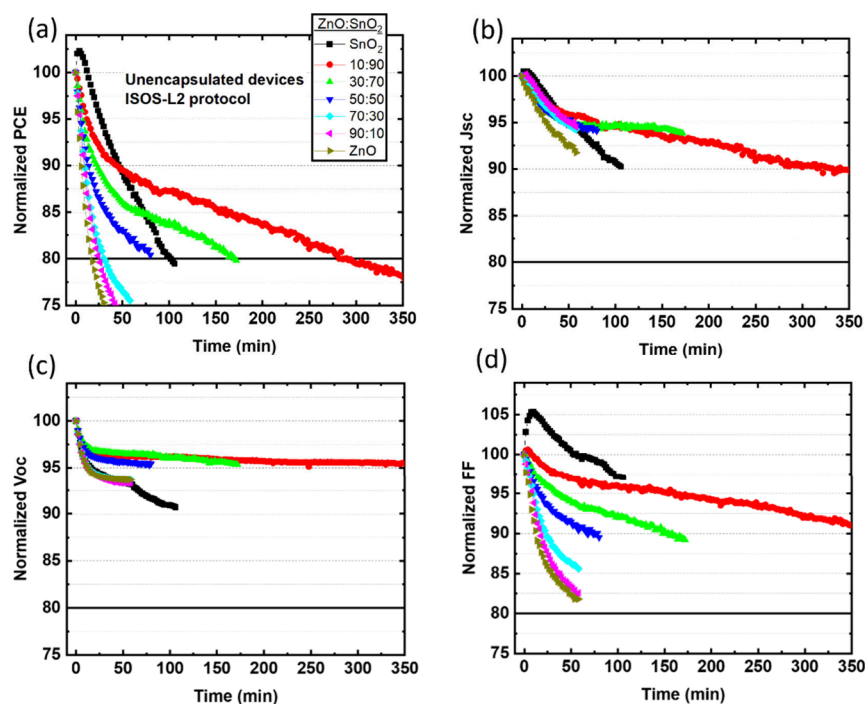 (a)
Normalized PCE
100
95
90
85
80
75
0 50 100 150 200 250 300 350
Time (min)
Unencapsulated devices
ISOS-L2 protocol
ZnO:SnO₂
SnO₂
10:90
30:70
50:50
70:30
90:10
ZnO
(b)
Normalized Jsc
105
100
95
90
85
80
75
0 50 100 150 200 250 300 350
Time (min)
(c)
Normalized Voc
100
95
90
85
80
75
0 50 100 150 200 250 300 350
Time (min)
(d)
Normalized FF
105
100
95
90
85
80
75
0 50 100 150 200 250 300 350
Time (min)